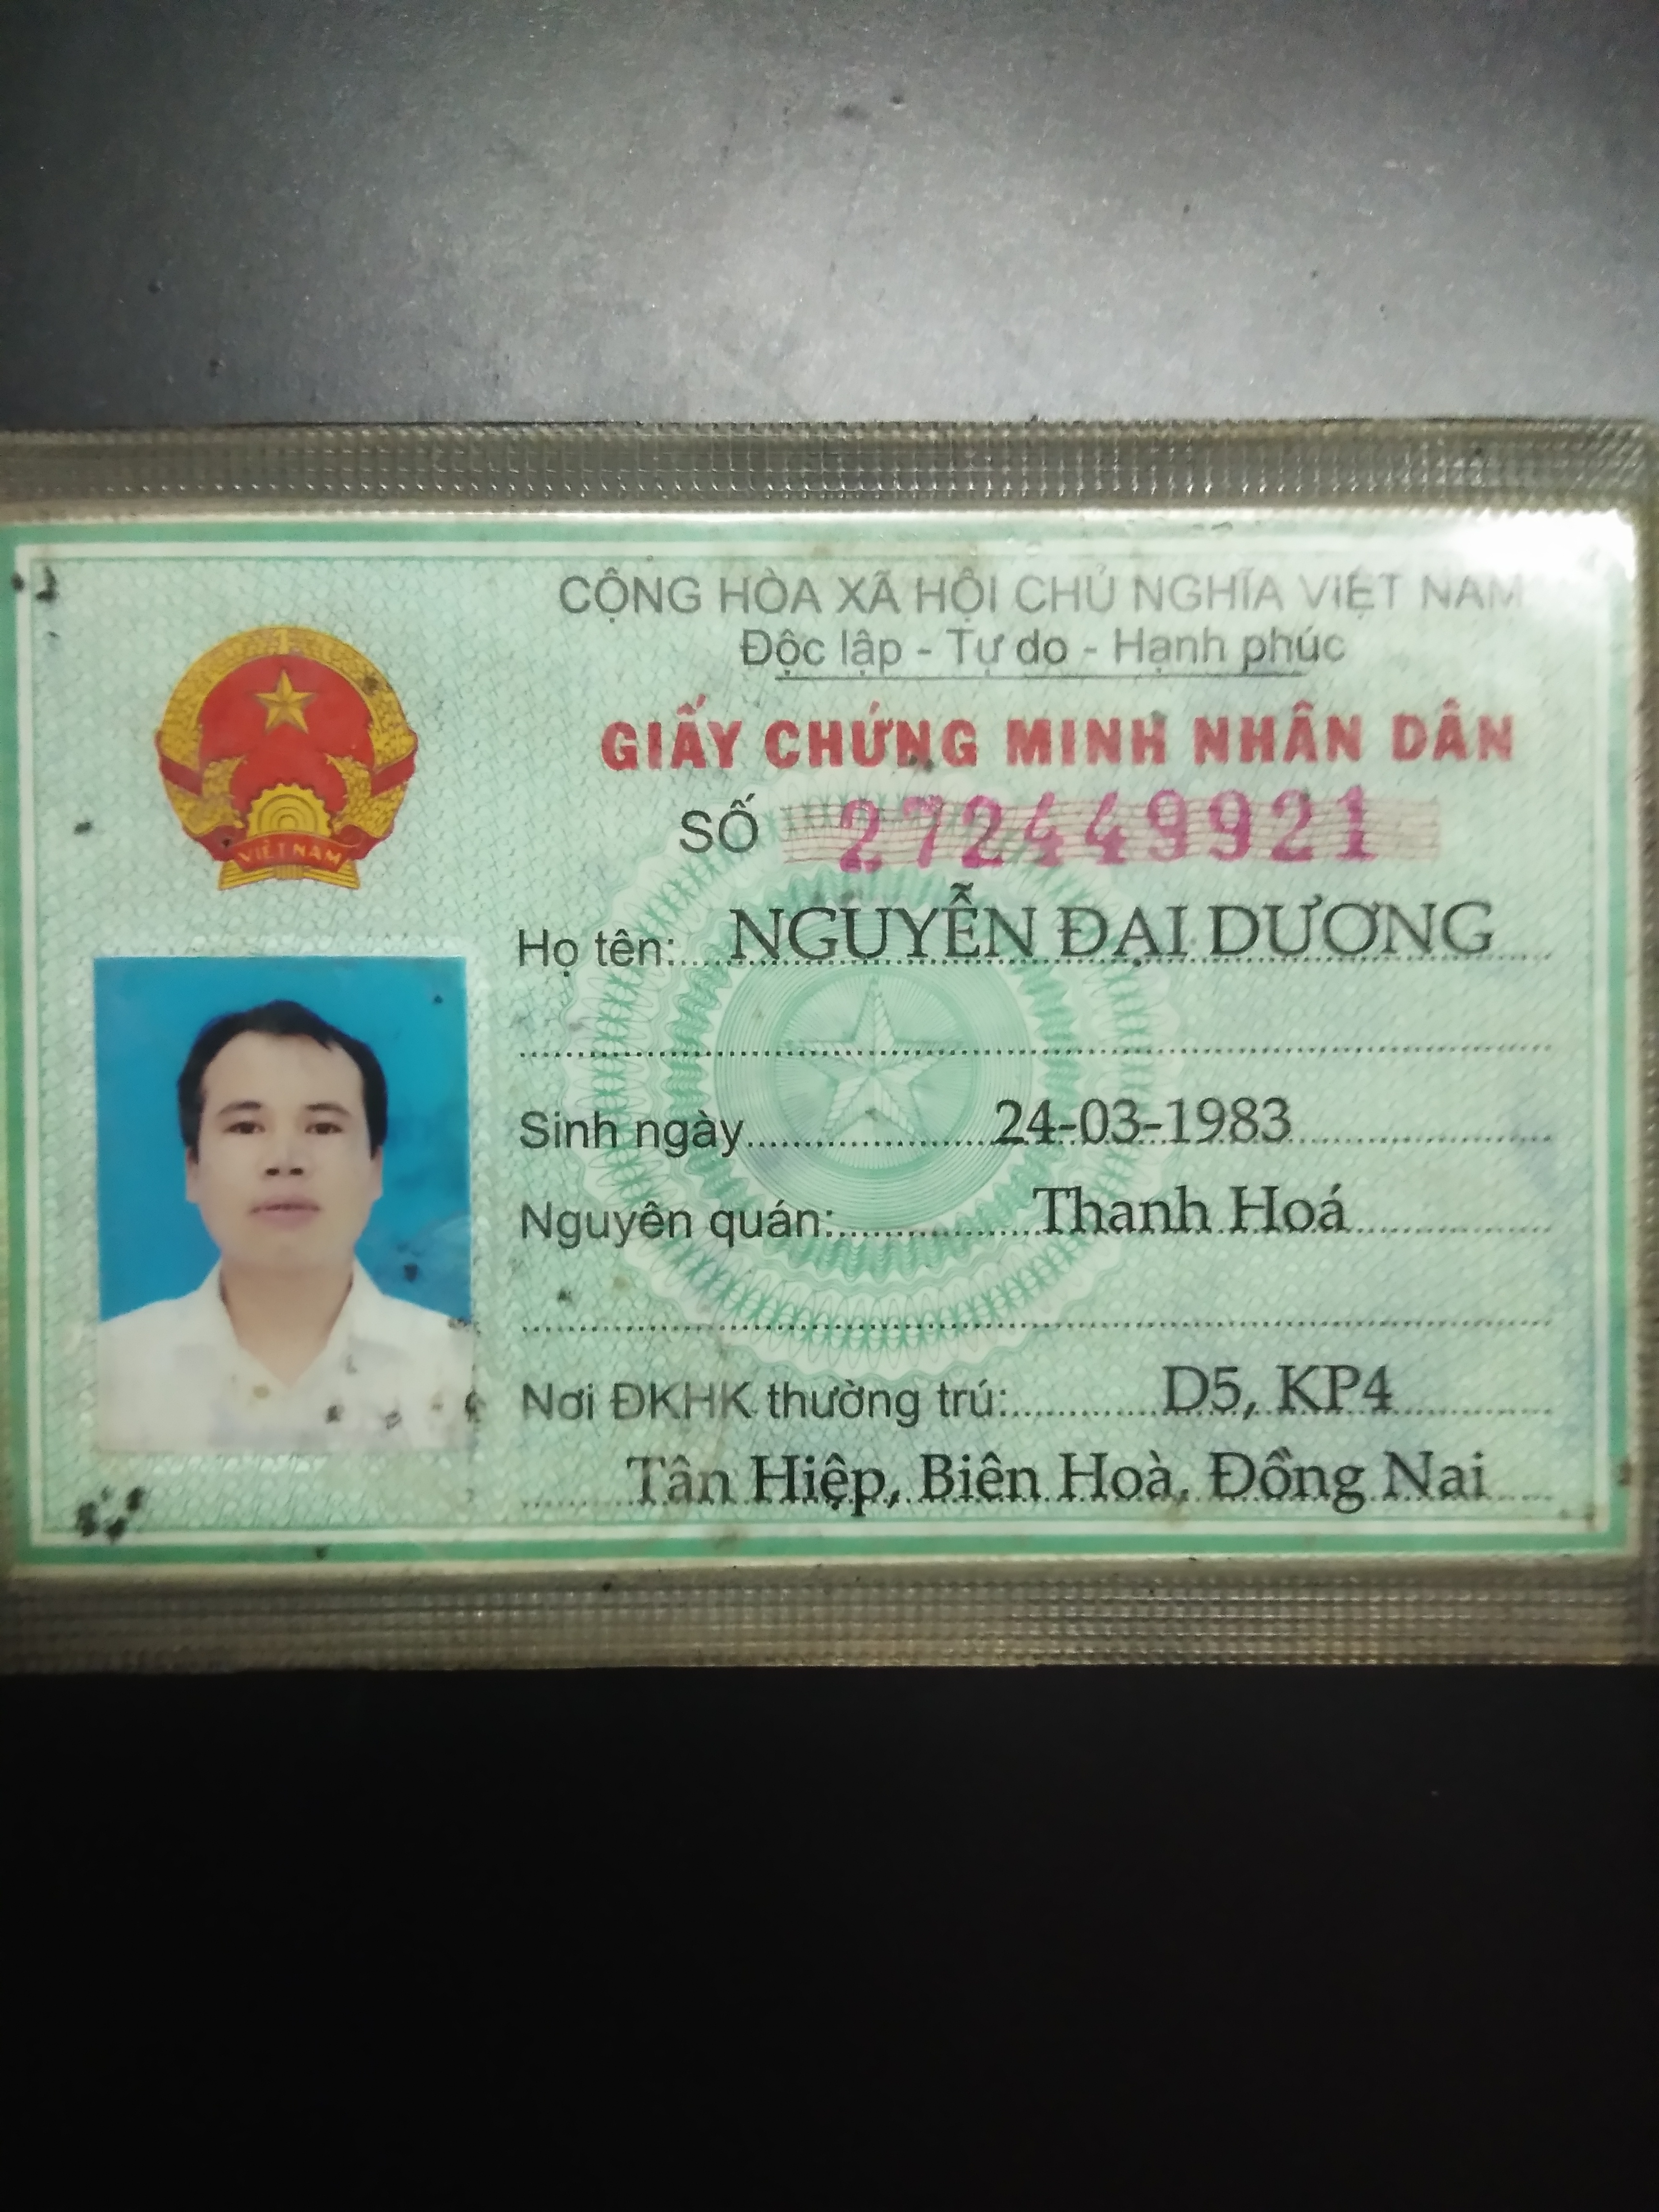 CỘNG HÒA XÃ HỘI CHỦ NGHĨA VIỆT NAM
Độc lập - Tự do - Hạnh phúc
GIẤY CHỨNG MINH NHÂN DÂN
SỐ 272449921
VIỆT NAM
Họ tên: NGUYỄN ĐẠI DƯƠNG
Sinh ngày 24-03-1983
Nguyên quán: Thanh Hoá
Nơi ĐKHK thường trú: D5, KP4
Tân Hiệp, Biên Hoà, Đồng Nai